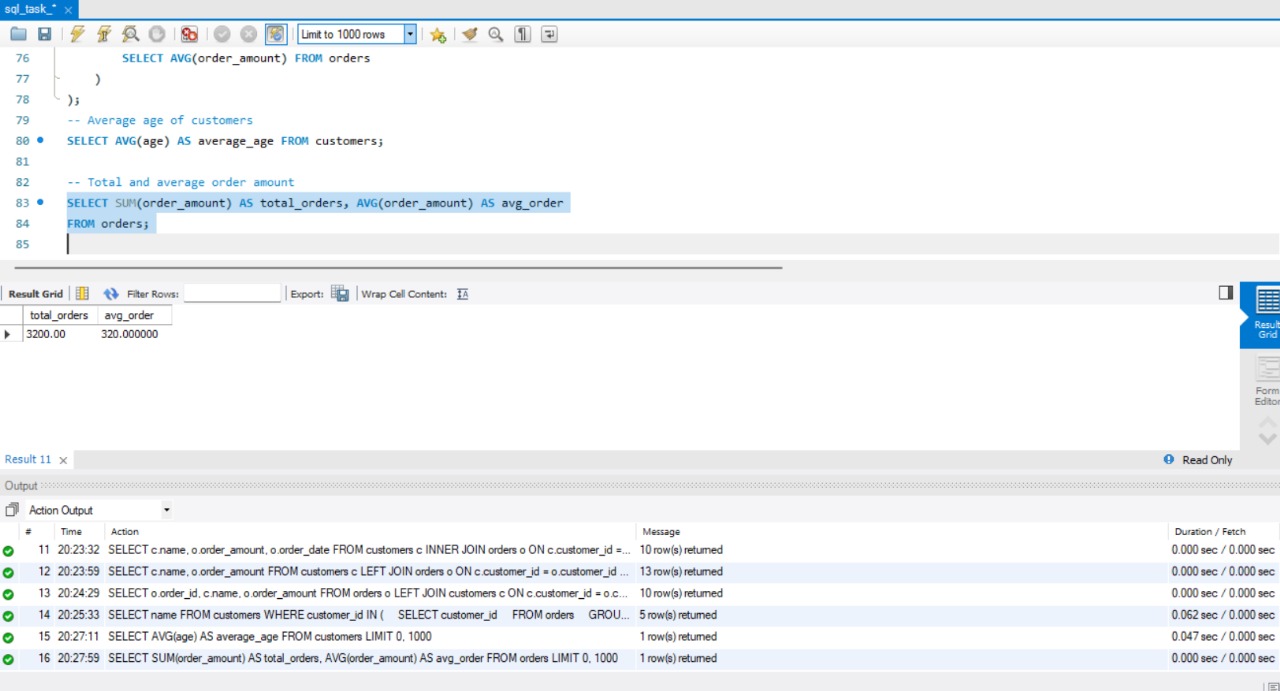 sql_task_* ×
Limit to 1000 rows
76 SELECT AVG(order_amount) FROM orders
77 )
78 );
79 -- Average age of customers
80 SELECT AVG(age) AS average_age FROM customers;
81
82 -- Total and average order amount
83 SELECT SUM(order_amount) AS total_orders, AVG(order_amount) AS avg_order
84 FROM orders;
85
Result Grid Filter Rows: Export: Wrap Cell Content: IA
total_orders avg_order
3200.00 320.000000
Result
Grid
Form
Editor
Result 11 × Read Only
Output
Action Output
# Time Action Message Duration / Fetch
11 20:23:32 SELECT c.name, o.order_amount, o.order_date FROM customers c INNER JOIN orders o ON c.customer_id =... 10 row(s) returned 0.000 sec / 0.000 sec
12 20:23:59 SELECT c.name, o.order_amount FROM customers c LEFT JOIN orders o ON c.customer_id = o.customer_id ... 13 row(s) returned 0.000 sec / 0.000 sec
13 20:24:29 SELECT o.order_id, c.name, o.order_amount FROM orders o LEFT JOIN customers c ON c.customer_id = o.c... 10 row(s) returned 0.000 sec / 0.000 sec
14 20:25:33 SELECT name FROM customers WHERE customer_id IN ( SELECT customer_id FROM orders GROU... 5 row(s) returned 0.062 sec / 0.000 sec
15 20:27:11 SELECT AVG(age) AS average_age FROM customers LIMIT 0, 1000 1 row(s) returned 0.047 sec / 0.000 sec
16 20:27:59 SELECT SUM(order_amount) AS total_orders, AVG(order_amount) AS avg_order FROM orders LIMIT 0, 1000 1 row(s) returned 0.000 sec / 0.000 sec